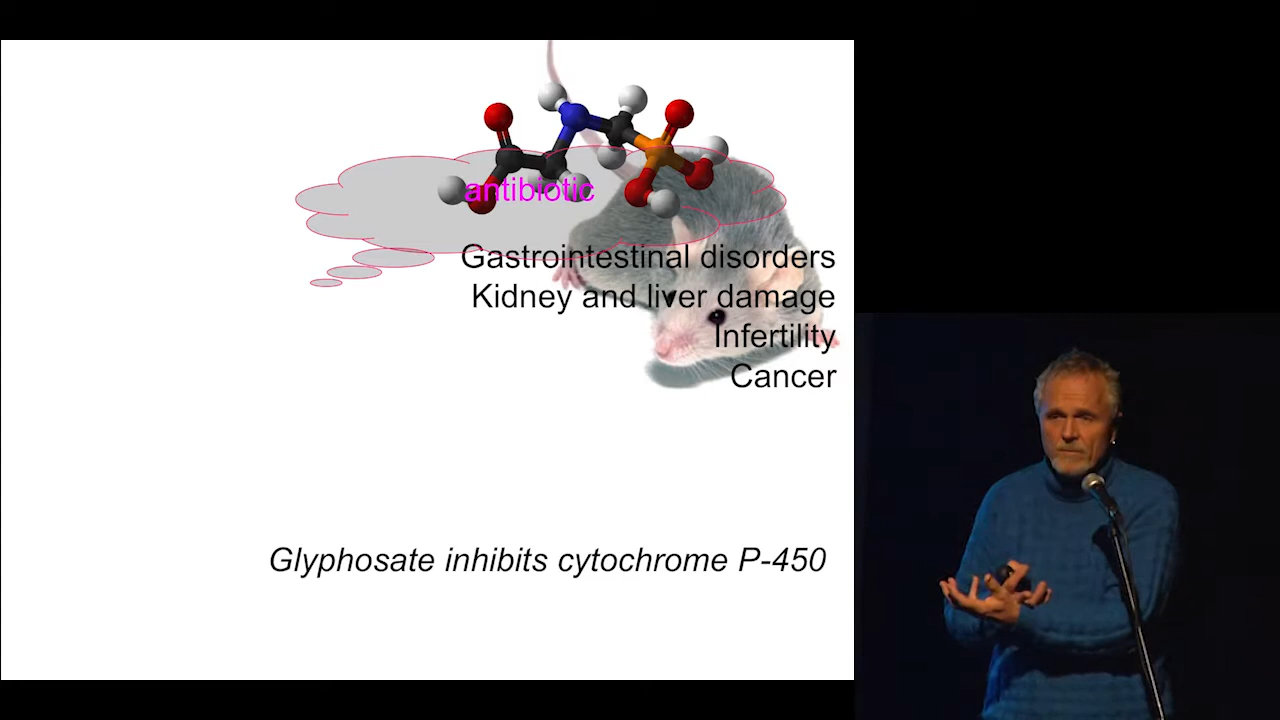 antibiotic
Gastrointestinal disorders
Kidney and liver damage
Infertility
Cancer
Glyphosate inhibits cytochrome P-450